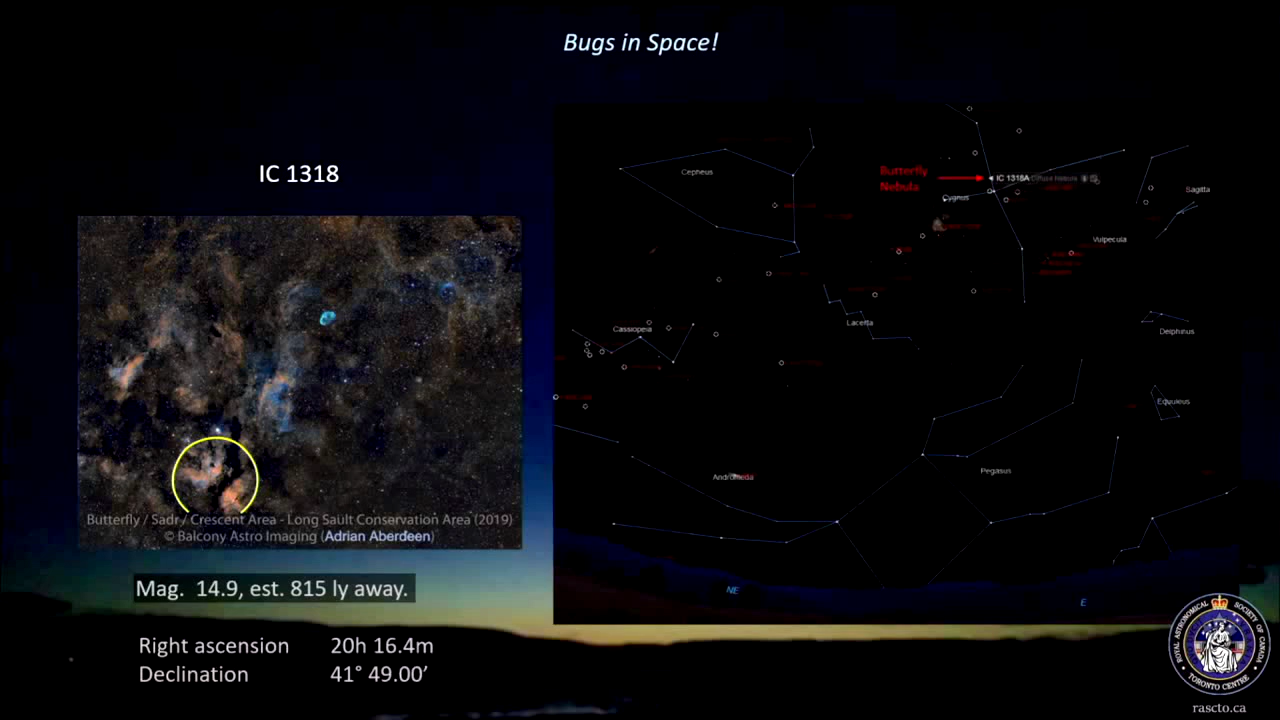 Bugs in Space!
IC 1318
Butterfly / Sadr / Crescent Area - Long Sault Conservation Area (2019)
© Balcony Astro Imaging (Adrian Aberdeen)
Mag. 14.9, est. 815 ly away.
Right ascension 20h 16.4m
Declination 41° 49.00’
Cepheus
Butterfly
Nebula
IC 1318A Diffuse Nebula
Cygnus
Sagitta
Vulpecula
Lacerta
Cassiopeia
Delphinus
Equuleus
Andromeda
Pegasus
NE
E
ROYAL ASTRONOMICAL SOCIETY OF CANADA
TORONTO CENTRE
rascto.ca